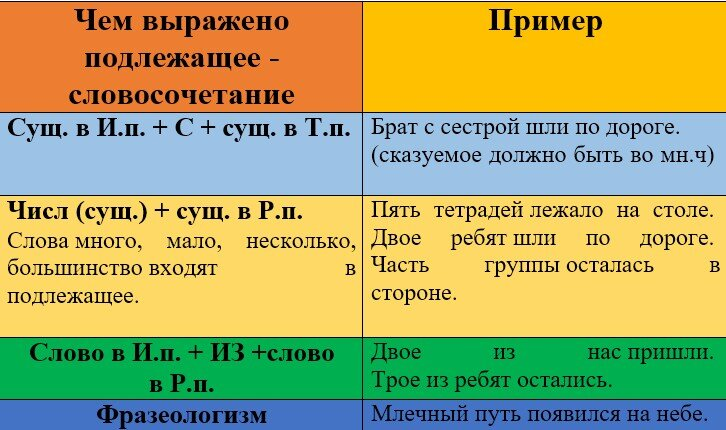 Чем выражено
подлежащее -
словосочетание
Пример
Сущ. в И.п. + С + сущ. в Т.п.
Брат с сестрой шли по дороге.
(сказуемое должно быть во мн.ч)
Числ (сущ.) + сущ. в Р.п.
Слова много, мало, несколько,
большинство входят в
подлежащее.
Пять тетрадей лежало на столе.
Двое ребят шли по дороге.
Часть группы осталась в
стороне.
Слово в И.п. + ИЗ +слово
в Р.п.
Двое из нас пришли.
Трое из ребят остались.
Фразеологизм
Млечный путь появился на небе.